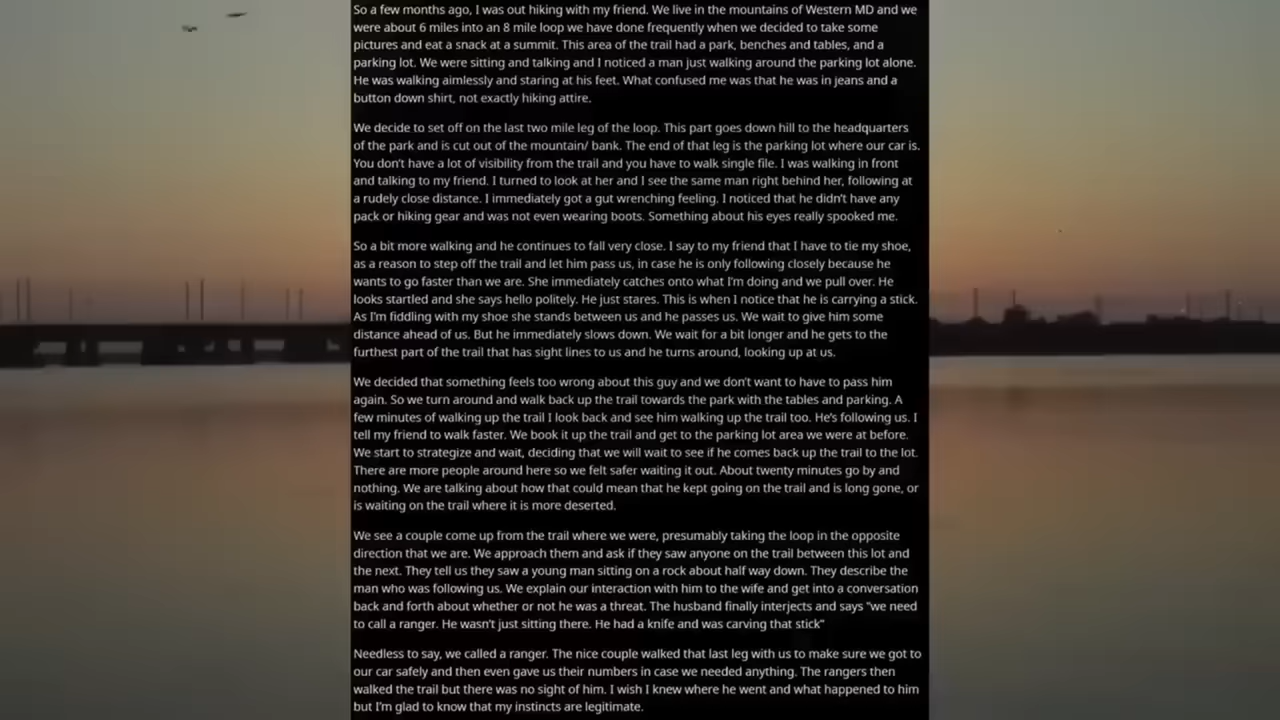 So a few months ago, I was out hiking with my friend. We live in the mountains of Western MD and we
were about 6 miles into an 8 mile loop we have done frequently when we decided to take some
pictures and eat a snack at a summit. This area of the trail had a park, benches and tables, and a
parking lot. We were sitting and talking and I noticed a man just walking around the parking lot alone.
He was walking aimlessly and staring at his feet. What confused me was that he was in jeans and a
button down shirt, not exactly hiking attire.
We decide to set off on the last two mile leg of the loop. This part goes down hill to the headquarters
of the park and is cut out of the mountain/ bank. The end of that leg is the parking lot where our car is.
You don’t have a lot of visibility from the trail and you have to walk single file. I was walking in front
and talking to my friend. I turned to look at her and I see the same man right behind her, following at
a rudely close distance. I immediately got a gut wrenching feeling. I noticed that he didn’t have any
pack or hiking gear and was not even wearing boots. Something about his eyes really spooked me.
So a bit more walking and he continues to fall very close. I say to my friend that I have to tie my shoe,
as a reason to step off the trail and let him pass us, in case he is only following closely because he
wants to go faster than we are. She immediately catches onto what I’m doing and we pull over. He
looks startled and she says hello politely. He just stares. This is when I notice that he is carrying a stick.
As I’m fiddling with my shoe she stands between us and he passes us. We wait to give him some
distance ahead of us. But he immediately slows down. We wait for a bit longer and he gets to the
furthest part of the trail that has sight lines to us and he turns around, looking up at us.
We decided that something feels too wrong about this guy and we don’t want to have to pass him
again. So we turn around and walk back up the trail towards the park with the tables and parking. A
few minutes of walking up the trail I look back and see him walking up the trail too. He’s following us. I
tell my friend to walk faster. We book it up the trail and get to the parking lot area we were at before.
We start to strategize and wait, deciding that we will wait to see if he comes back up the trail to the lot.
There are more people around here so we felt safer waiting it out. About twenty minutes go by and
nothing. We are talking about how that could mean that he kept going on the trail and is long gone, or
is waiting on the trail where it is more deserted.
We see a couple come up from the trail where we were, presumably taking the loop in the opposite
direction that we are. We approach them and ask if they saw anyone on the trail between this lot and
the next. They tell us they saw a young man sitting on a rock about half way down. They describe the
man who was following us. We explain our interaction with him to the wife and get into a conversation
back and forth about whether or not he was a threat. The husband finally interjects and says “we need
to call a ranger. He wasn’t just sitting there. He had a knife and was carving that stick”
Needless to say, we called a ranger. The nice couple walked that last leg with us to make sure we got to
our car safely and then even gave us their numbers in case we needed anything. The rangers then
walked the trail but there was no sight of him. I wish I knew where he went and what happened to him
but I’m glad to know that my instincts are legitimate.